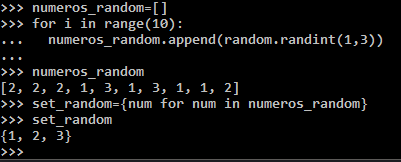 >>> numeros_random=[]
>>> for i in range(10):
...   numeros_random.append(random.randint(1,3))
...
>>> numeros_random
[2, 2, 2, 1, 3, 1, 3, 1, 1, 2]
>>> set_random={num for num in numeros_random}
>>> set_random
{1, 2, 3}
>>>